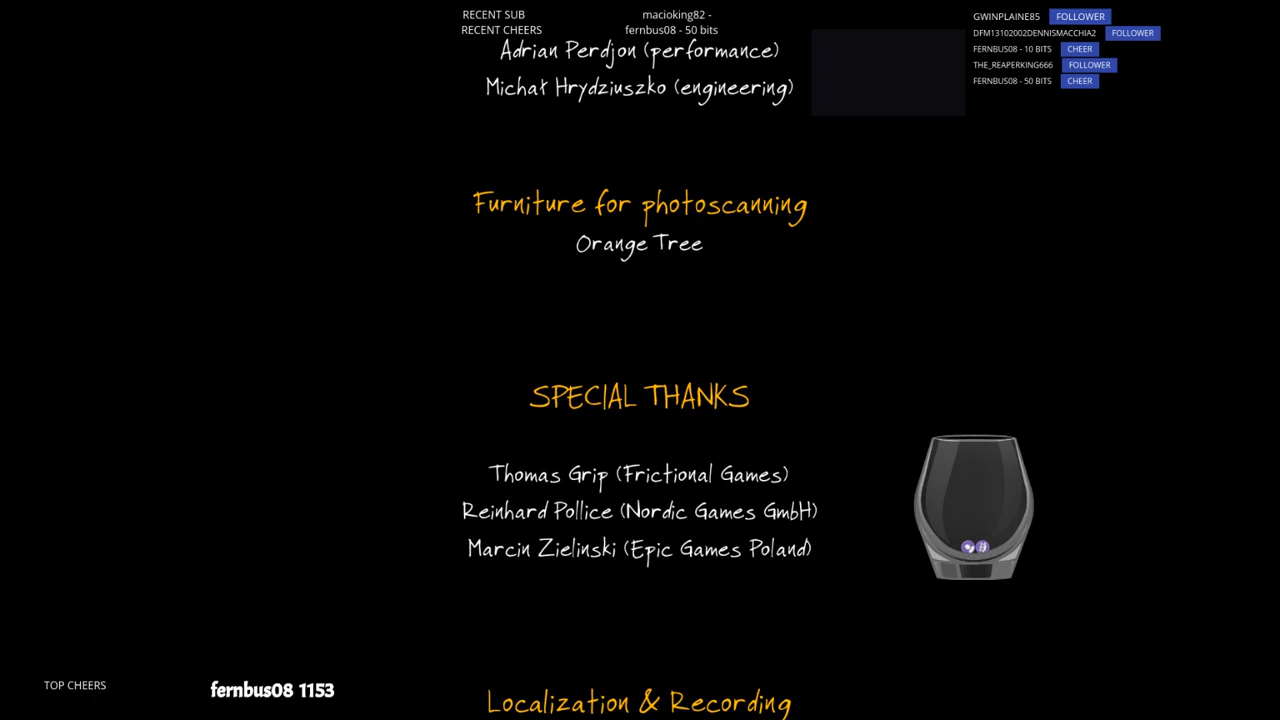 RECENT SUB macioking82 -
RECENT CHEERS fernbus08 - 50 bits
GWINPLAINE85 FOLLOWER
DFM13102002DENNISMACCHIA2 FOLLOWER
FERNBUS08 - 10 BITS CHEER
THE_REAPERKING666 FOLLOWER
FERNBUS08 - 50 BITS CHEER
Adrian Perdjon (performance)
Michał Hrydziuszko (engineering)
Furniture for photoscanning
Orange Tree
SPECIAL THANKS
Thomas Grip (Frictional Games)
Reinhard Pollice (Nordic Games GmbH)
Marcin Zielinski (Epic Games Poland)
TOP CHEERS fernbus08 1153
Localization & Recording